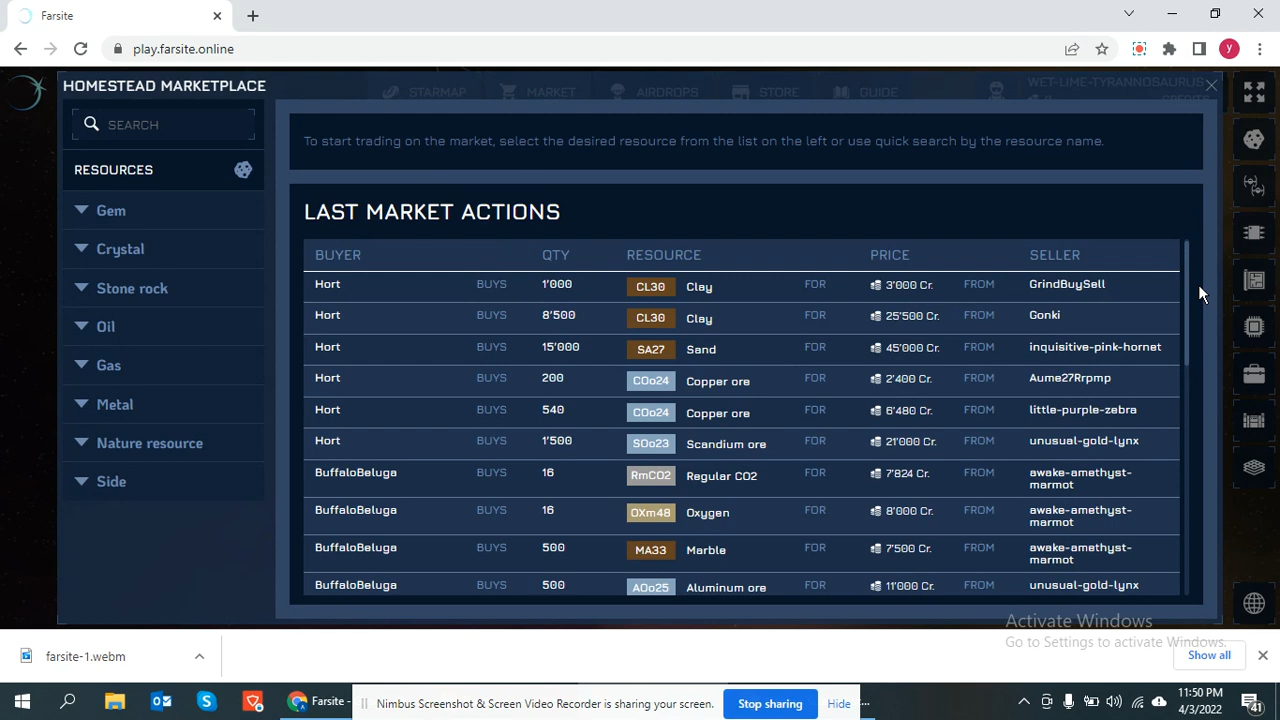 Farsite
play.farsite.online
y
HOMESTEAD MARKETPLACE
STARMAP MARKET AIRDROPS STORE GUIDE WET-LIME-TYRANNOSAURUS
CREDITS
SEARCH
RESOURCES
Gem
Crystal
Stone rock
Oil
Gas
Metal
Nature resource
Side
To start trading on the market, select the desired resource from the list on the left or use quick search by the resource name.
LAST MARKET ACTIONS
BUYER QTY RESOURCE PRICE SELLER
Hort BUYS 1'000 CL30 Clay FOR 3'000 Cr. FROM GrindBuySell
Hort BUYS 8'500 CL30 Clay FOR 25'500 Cr. FROM Gonki
Hort BUYS 15'000 SA27 Sand FOR 45'000 Cr. FROM inquisitive-pink-hornet
Hort BUYS 200 COo24 Copper ore FOR 2'400 Cr. FROM Aume27Rrpmp
Hort BUYS 540 COo24 Copper ore FOR 6'480 Cr. FROM little-purple-zebra
Hort BUYS 1'500 SOo23 Scandium ore FOR 21'000 Cr. FROM unusual-gold-lynx
BuffaloBeluga BUYS 16 RmCO2 Regular CO2 FOR 7'824 Cr. FROM awake-amethyst-
marmot
BuffaloBeluga BUYS 16 OXm48 Oxygen FOR 8'000 Cr. FROM awake-amethyst-
marmot
BuffaloBeluga BUYS 500 MA33 Marble FOR 7'500 Cr. FROM awake-amethyst-
marmot
BuffaloBeluga BUYS 500 AOo25 Aluminum ore FOR 11'000 Cr. FROM unusual-gold-lynx
Activate Windows
Go to Settings to activate Windows.
farsite-1.webm
Show all
Farsite -
Nimbus Screenshot & Screen Video Recorder is sharing your screen.
Stop sharing
Hide
11:50 PM
4/3/2022
41